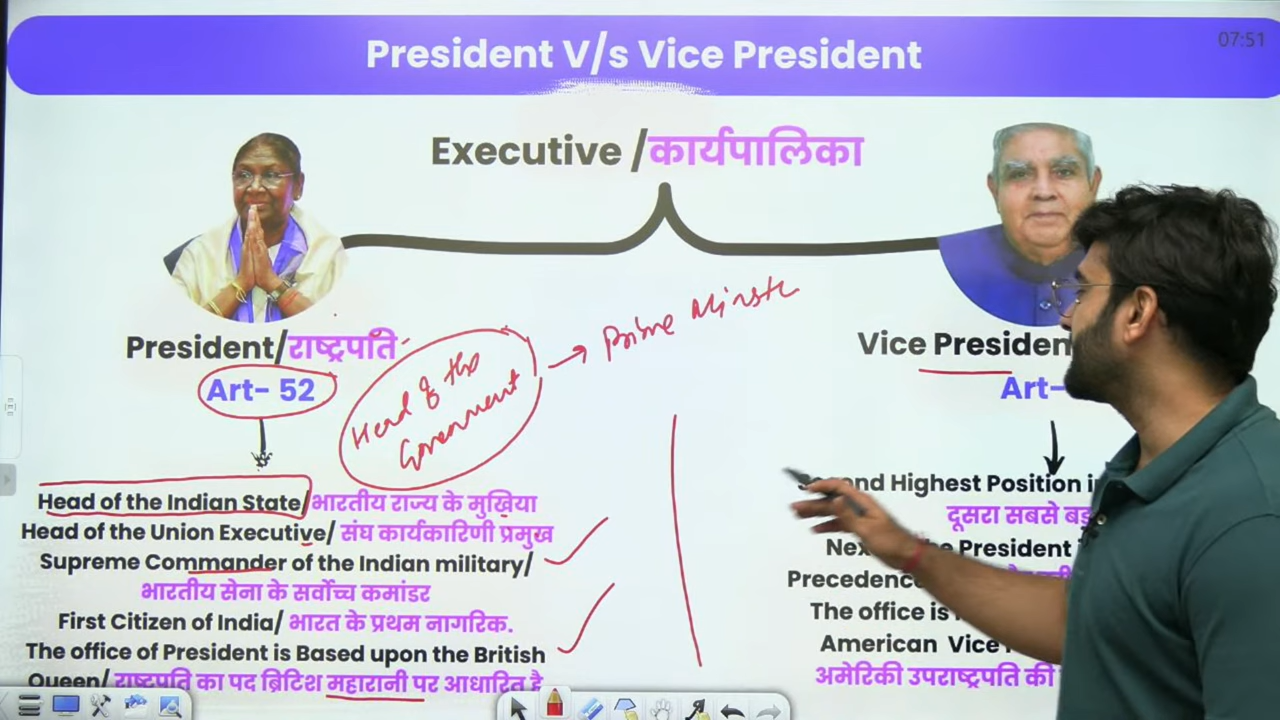 President V/s Vice President
07:51
Executive /कार्यपालिका
President/राष्ट्रपति
Art- 52
Head of the Government
→ Prime Minste
Vice Presiden
Art-
Head of the Indian State/भारतीय राज्य के मुखिया
Head of the Union Executive/ संघ कार्यकारिणी प्रमुख
Supreme Commander of the Indian military/
भारतीय सेना के सर्वोच्च कमांडर
First Citizen of India/ भारत के प्रथम नागरिक.
The office of President is Based upon the British
Queen/ राष्ट्रपति का पद ब्रिटिश महारानी पर आधारित है
Highest Position
दूसरा सबसे
President
Precedenc
The office is
American Vice
अमेरिकी उपराष्ट्रपति की